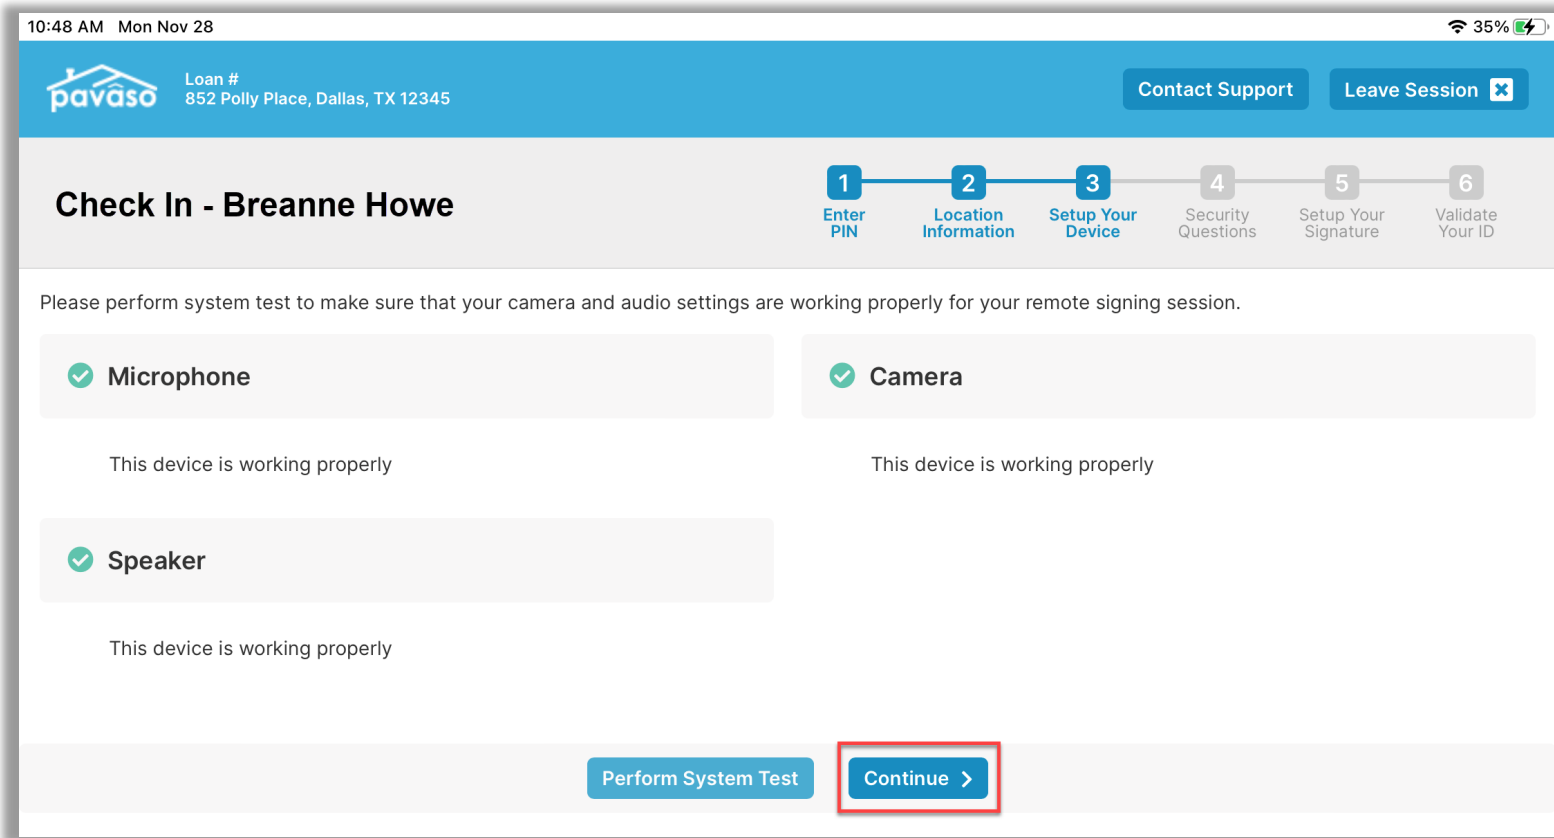 10:48 AM Mon Nov 28
35%
pavaso
Loan #
852 Polly Place, Dallas, TX 12345
Contact Support
Leave Session
Check In - Breanne Howe
1
Enter
PIN
2
Location
Information
3
Setup Your
Device
4
Security
Questions
5
Setup Your
Signature
6
Validate
Your ID
Please perform system test to make sure that your camera and audio settings are working properly for your remote signing session.
Microphone
This device is working properly
Camera
This device is working properly
Speaker
This device is working properly
Perform System Test
Continue